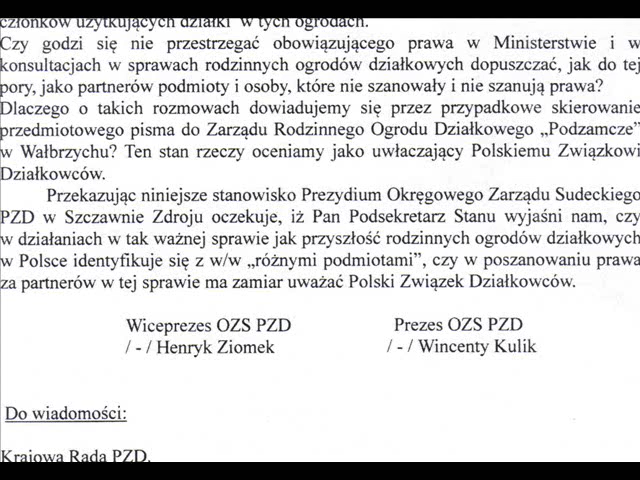 członków użytkujących działki w tych ogrodach.
Czy godzi się nie przestrzegać obowiązującego prawa w Ministerstwie i w
konsultacjach w sprawach rodzinnych ogrodów działkowych dopuszczać, jak do tej
pory, jako partnerów podmioty i osoby, które nie szanowały i nie szanują prawa?
Dlaczego o takich rozmowach dowiadujemy się przez przypadkowe skierowanie
przedmiotowego pisma do Zarządu Rodzinnego Ogrodu Działkowego „Podzamcze”
w Wałbrzychu? Ten stan rzeczy oceniamy jako uwłaczający Polskiemu Związkowi
Działkowców.
Przekazując niniejsze stanowisko Prezydium Okręgowego Zarządu Sudeckiego
PZD w Szczawnie Zdroju oczekuje, iż Pan Podsekretarz Stanu wyjaśni nam, czy
w działaniach w tak ważnej sprawie jak przyszłość rodzinnych ogrodów działkowych
w Polsce identyfikuje się z w/w „różnymi podmiotami”, czy w poszanowaniu prawa
za partnerów w tej sprawie ma zamiar uważać Polski Związek Działkowców.
Wiceprezes OZS PZD Prezes OZS PZD
/ - / Henryk Ziomek / - / Wincenty Kulik
Do wiadomości:
Krajowa Rada PZD.